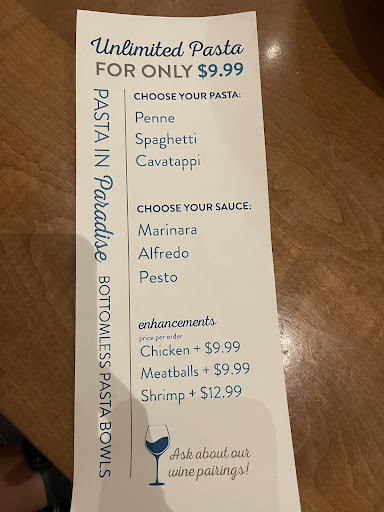 Unlimited Pasta
FOR ONLY $9.99
PASTA IN Paradise BOTTOMLESS PASTA BOWLS
CHOOSE YOUR PASTA:
Penne
Spaghetti
Cavatappi
CHOOSE YOUR SAUCE:
Marinara
Alfredo
Pesto
enhancements
price per order
Chicken + $9.99
Meatballs + $9.99
Shrimp + $12.99
Ask about our
wine pairings!